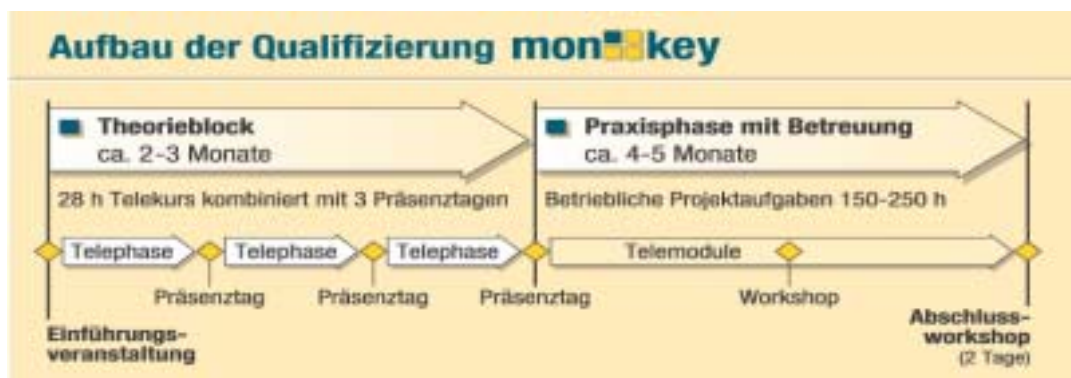 Aufbau der Qualifizierung monkey
Theorieblock
ca. 2-3 Monate
Praxisphase mit Betreuung
ca. 4-5 Monate
28 h Telekurs kombiniert mit 3 Präsenztagen
Betriebliche Projektaufgaben 150-250 h
Telephase
Telephase
Telephase
Telemodule
Präsenztag
Präsenztag
Präsenztag
Workshop
Einführungs-
veranstaltung
Abschluss-
workshop
(2 Tage)